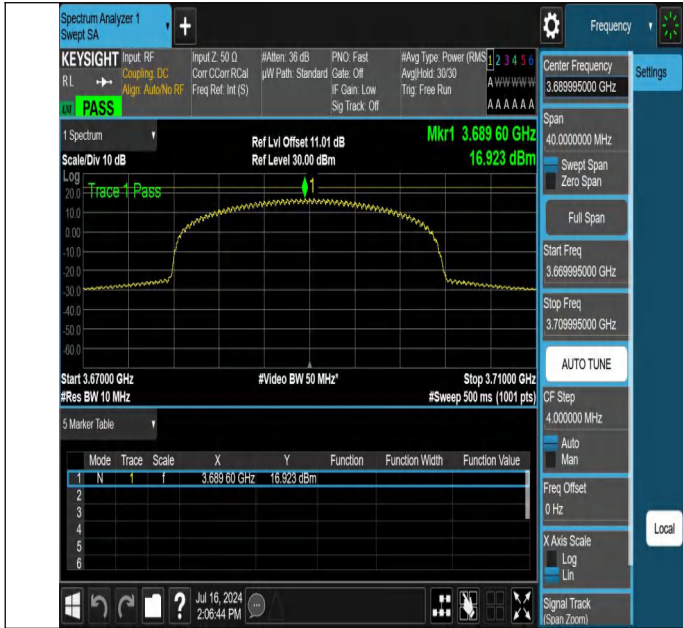 Spectrum Analyzer 1
Swept SA
KEYSIGHT
RL
PASS
Input: RF
Coupling: DC
Align: Auto/No RF
Input Z: 50 Ω
Corr CCorr RCal
Freq Ref: Int (S)
#Atten: 36 dB
µW Path: Standard
PNO: Fast
Gate: Off
IF Gain: Low
Sig Track: Off
#Avg Type: Power (RMS
Avg|Hold: 30/30
Trig: Free Run
1 2 3 4 5 6
A W W W W W
A A A A A A
1 Spectrum
Scale/Div 10 dB
Ref Lvl Offset 11.01 dB
Ref Level 30.00 dBm
Mkr1 3.689 60 GHz
16.923 dBm
Log
Trace 1 Pass
1
20.0
10.0
0.00
-10.0
-20.0
-30.0
-40.0
-50.0
-60.0
Start 3.67000 GHz
#Res BW 10 MHz
#Video BW 50 MHz*
Stop 3.71000 GHz
#Sweep 500 ms (1001 pts)
5 Marker Table
Mode Trace Scale X Y Function Function Width Function Value
1 N 1 f 3.689 60 GHz 16.923 dBm
2
3
4
5
6
?
Jul 16, 2024
2:06:44 PM
Frequency
Settings
Center Frequency
3.689995000 GHz
Span
40.0000000 MHz
Swept Span
Zero Span
Full Span
Start Freq
3.669995000 GHz
Stop Freq
3.709995000 GHz
AUTO TUNE
CF Step
4.000000 MHz
Auto
Man
Freq Offset
0 Hz
X Axis Scale
Log
Lin
Signal Track
(Span Zoom)
Local